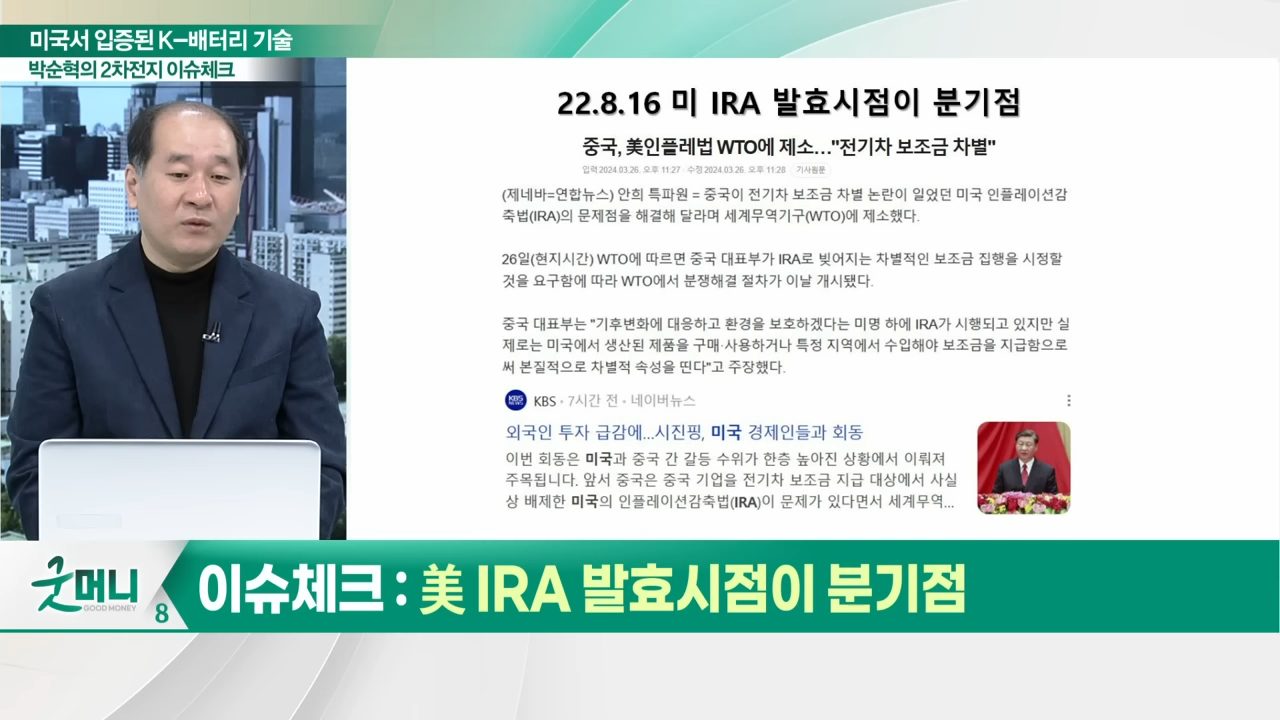 미국서 입증된 K-배터리 기술
박순혁의 2차전지 이슈체크
22.8.16 미 IRA 발효시점이 분기점
중국, 美인플레법 WTO에 제소…"전기차 보조금 차별"
입력 2024.03.26. 오후 11:27 수정 2024.03.26. 오후 11:28 기사원문
(제네바=연합뉴스) 안희 특파원 = 중국이 전기차 보조금 차별 논란이 일었던 미국 인플레이션감
축법(IRA)의 문제점을 해결해 달라며 세계무역기구(WTO)에 제소했다.
26일(현지시간) WTO에 따르면 중국 대표부가 IRA로 빚어지는 차별적인 보조금 집행을 시정할
것을 요구함에 따라 WTO에서 분쟁해결 절차가 이날 개시됐다.
중국 대표부는 "기후변화에 대응하고 환경을 보호하겠다는 미명 하에 IRA가 시행되고 있지만 실
제로는 미국에서 생산된 제품을 구매·사용하거나 특정 지역에서 수입해야 보조금을 지급함으로
써 본질적으로 차별적 속성을 띤다"고 주장했다.
KBS NEWS KBS · 7시간 전 · 네이버뉴스
외국인 투자 급감에...시진핑, 미국 경제인들과 회동
이번 회동은 미국과 중국 간 갈등 수위가 한층 높아진 상황에서 이뤄져
주목됩니다. 앞서 중국은 중국 기업을 전기차 보조금 지급 대상에서 사실
상 배제한 미국의 인플레이션감축법(IRA)이 문제가 있다면서 세계무역...
굿머니
GOOD MONEY
8
이슈체크 : 美 IRA 발효시점이 분기점